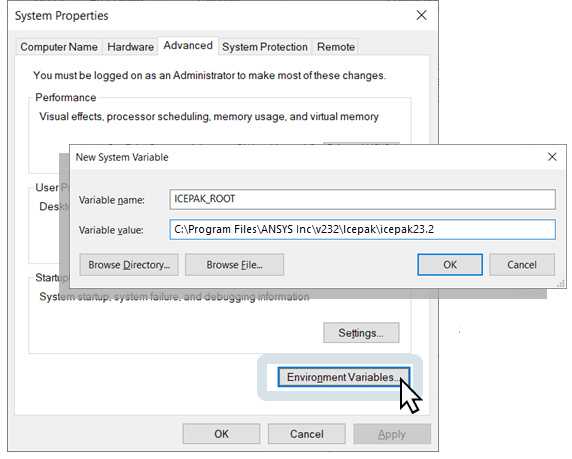 System Properties
Computer Name
Hardware
Advanced
System Protection
Remote
You must be logged on as an Administrator to make most of these changes.
Performance
Visual effects, processor scheduling, memory usage, and virtual memory
New System Variable
Variable name:
ICEPAK_ROOT
Variable value:
C:\Program Files\ANSYS Inc\v232\Icepak\icepak23.2
Browse Directory...
Browse File...
OK
Cancel
User P
Deskt
Startup
System startup, system failure, and debugging information
Settings...
Environment Variables...
OK
Cancel
Apply